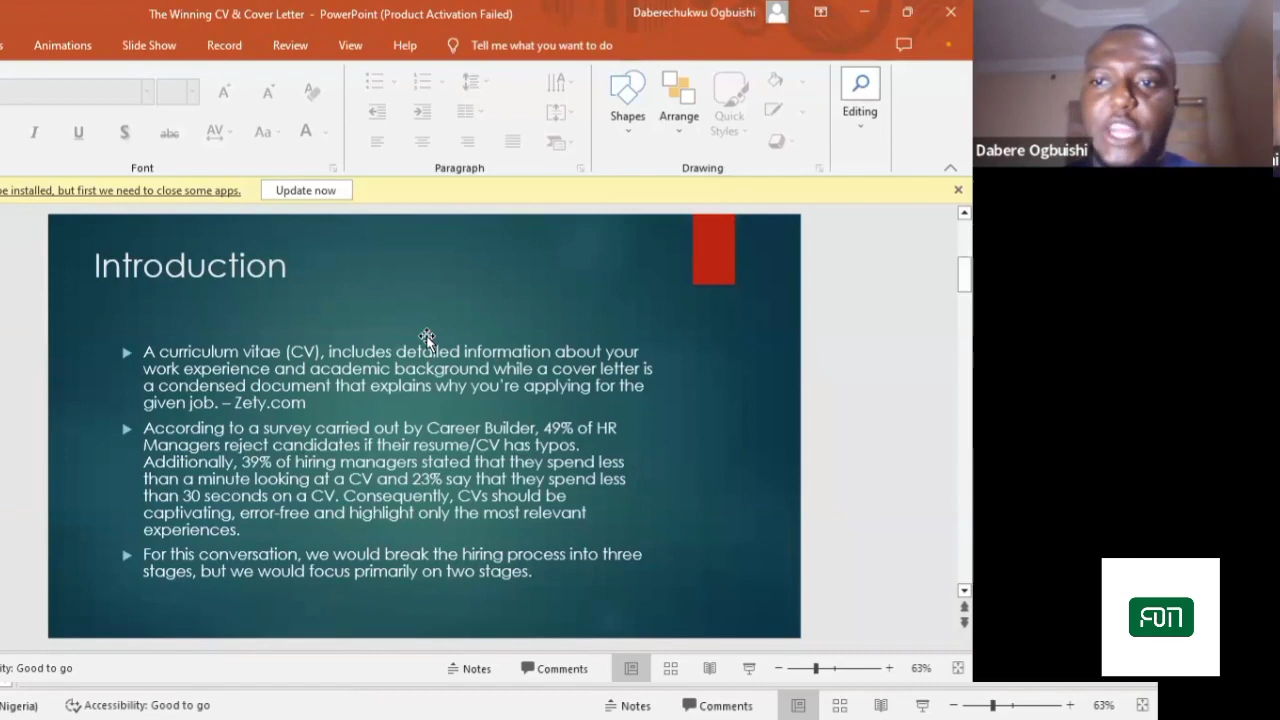 The Winning CV & Cover Letter - PowerPoint (Product Activation Failed)
Daberechukwu Ogbuishi
s Animations Slide Show Record Review View Help Tell me what you want to do
Shapes Arrange Quick Styles Editing
Font Paragraph Drawing
be installed, but first we need to close some apps. Update now
Dabere Ogbuishi
Introduction
A curriculum vitae (CV), includes detailed information about your
work experience and academic background while a cover letter is
a condensed document that explains why you're applying for the
given job. – Zety.com
According to a survey carried out by Career Builder, 49% of HR
Managers reject candidates if their resume/CV has typos.
Additionally, 39% of hiring managers stated that they spend less
than a minute looking at a CV and 23% say that they spend less
than 30 seconds on a CV. Consequently, CVs should be
captivating, error-free and highlight only the most relevant
experiences.
For this conversation, we would break the hiring process into three
stages, but we would focus primarily on two stages.
ity: Good to go Notes Comments 63%
Nigeria) Accessibility: Good to go Notes Comments 63%